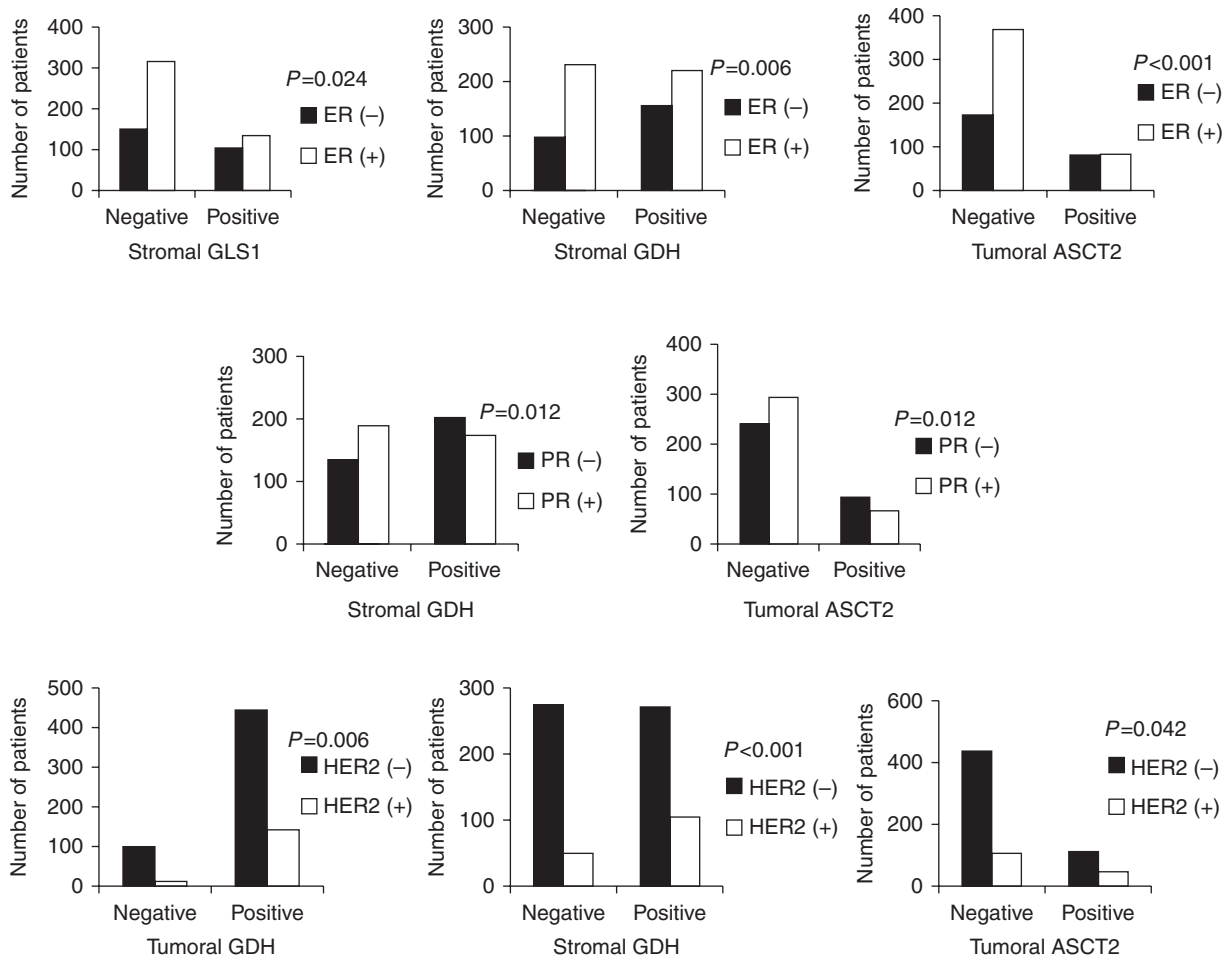 Number of patients
400
300
200
100
0
P=0.024
ER (–)
ER (+)
Negative Positive
Stromal GLS1
Number of patients
300
200
100
0
P=0.006
ER (–)
ER (+)
Negative Positive
Stromal GDH
Number of patients
400
300
200
100
0
P<0.001
ER (–)
ER (+)
Negative Positive
Tumoral ASCT2
Number of patients
300
200
100
0
P=0.012
PR (–)
PR (+)
Negative Positive
Stromal GDH
Number of patients
400
300
200
100
0
P=0.012
PR (–)
PR (+)
Negative Positive
Tumoral ASCT2
Number of patients
500
400
300
200
100
0
P=0.006
HER2 (–)
HER2 (+)
Negative Positive
Tumoral GDH
Number of patients
300
200
100
0
P<0.001
HER2 (–)
HER2 (+)
Negative Positive
Stromal GDH
Number of patients
600
400
200
0
P=0.042
HER2 (–)
HER2 (+)
Negative Positive
Tumoral ASCT2